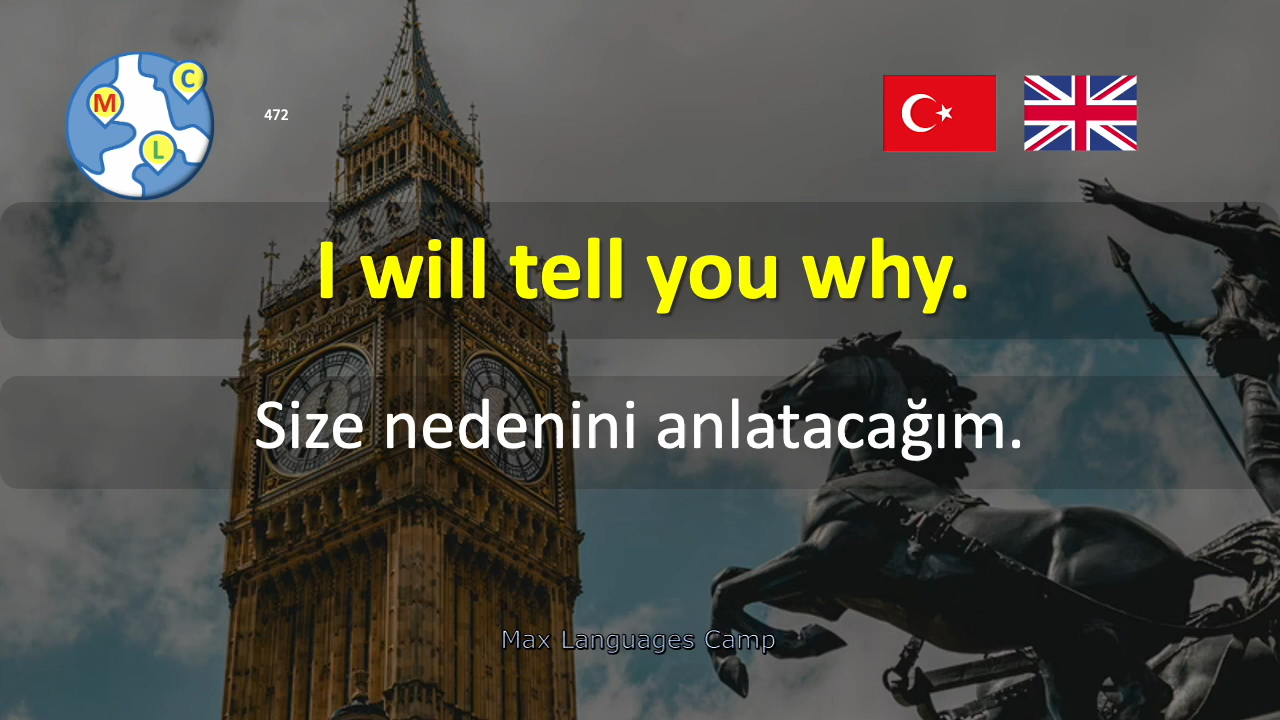 M
C
L
472
I will tell you why.
Size nedenini anlatacağım.
Max Languages Camp